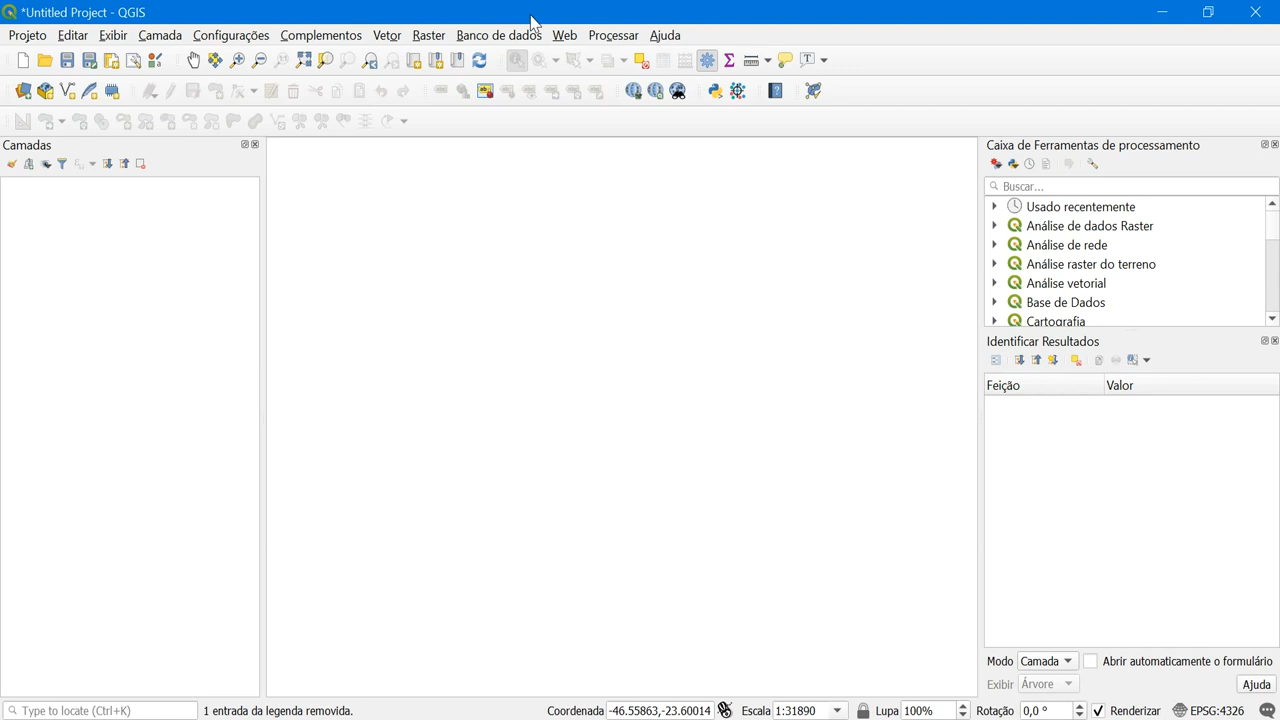 *Untitled Project - QGIS
Projeto Editar Exibir Camada Configurações Complementos Vetor Raster Banco de dados Web Processar Ajuda
Camadas
Caixa de Ferramentas de processamento
Buscar...
Usado recentemente
Análise de dados Raster
Análise de rede
Análise raster do terreno
Análise vetorial
Base de Dados
Cartografia
Identificar Resultados
Feição Valor
Modo Camada Abrir automaticamente o formulário
Exibir Árvore Ajuda
Type to locate (Ctrl+K) 1 entrada da legenda removida. Coordenada -46.55863,-23.60014 Escala 1:31890 Lupa 100% Rotação 0,0 ° Renderizar EPSG:4326